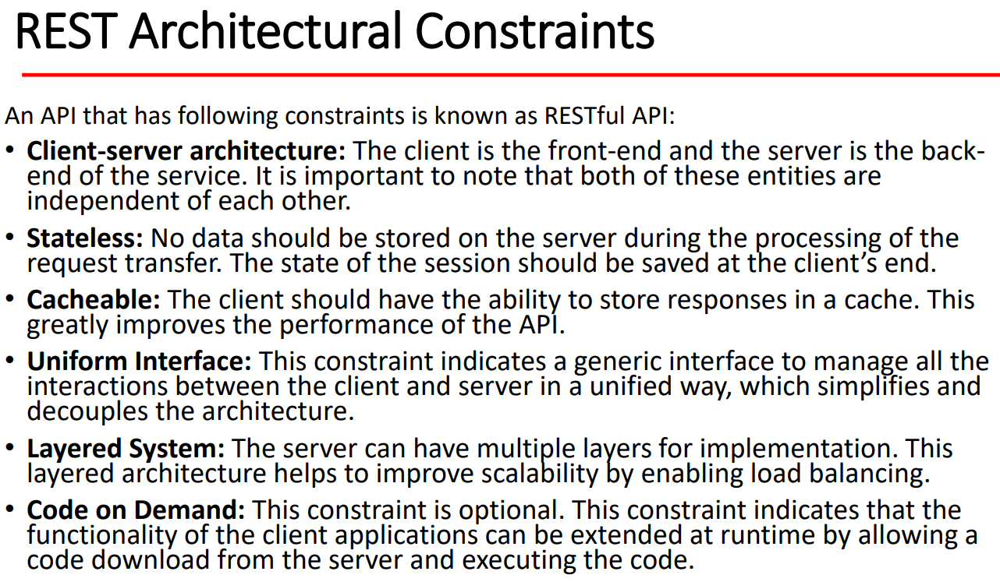 REST Architectural Constraints
An API that has following constraints is known as RESTful API:
• Client-server architecture: The client is the front-end and the server is the back-
end of the service. It is important to note that both of these entities are
independent of each other.
• Stateless: No data should be stored on the server during the processing of the
request transfer. The state of the session should be saved at the client’s end.
• Cacheable: The client should have the ability to store responses in a cache. This
greatly improves the performance of the API.
• Uniform Interface: This constraint indicates a generic interface to manage all the
interactions between the client and server in a unified way, which simplifies and
decouples the architecture.
• Layered System: The server can have multiple layers for implementation. This
layered architecture helps to improve scalability by enabling load balancing.
• Code on Demand: This constraint is optional. This constraint indicates that the
functionality of the client applications can be extended at runtime by allowing a
code download from the server and executing the code.